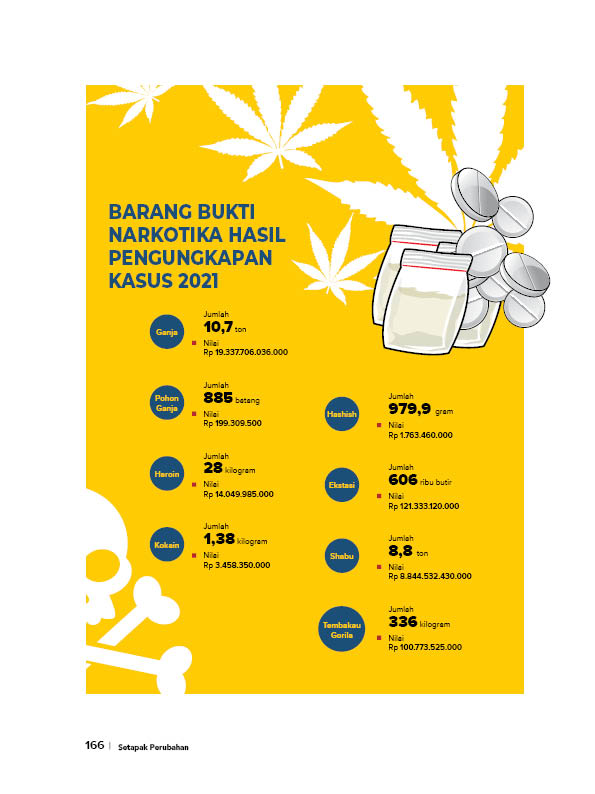 BARANG BUKTI
NARKOTIKA HASIL
PENGUNGKAPAN
KASUS 2021
Ganja
Jumlah
10,7 ton
Nilai
Rp 19.337.706.036.000
Pohon
Ganja
Jumlah
885 batang
Nilai
Rp 199.309.500
Heroin
Jumlah
28 kilogram
Nilai
Rp 14.049.985.000
Kokain
Jumlah
1,38 kilogram
Nilai
Rp 3.458.350.000
Hashish
Jumlah
979,9 gram
Nilai
Rp 1.763.460.000
Ekstasi
Jumlah
606 ribu butir
Nilai
Rp 121.333.120.000
Shabu
Jumlah
8,8 ton
Nilai
Rp 8.844.532.430.000
Tembakau
Gorila
Jumlah
336 kilogram
Nilai
Rp 100.773.525.000
166 | Setapak Perubahan